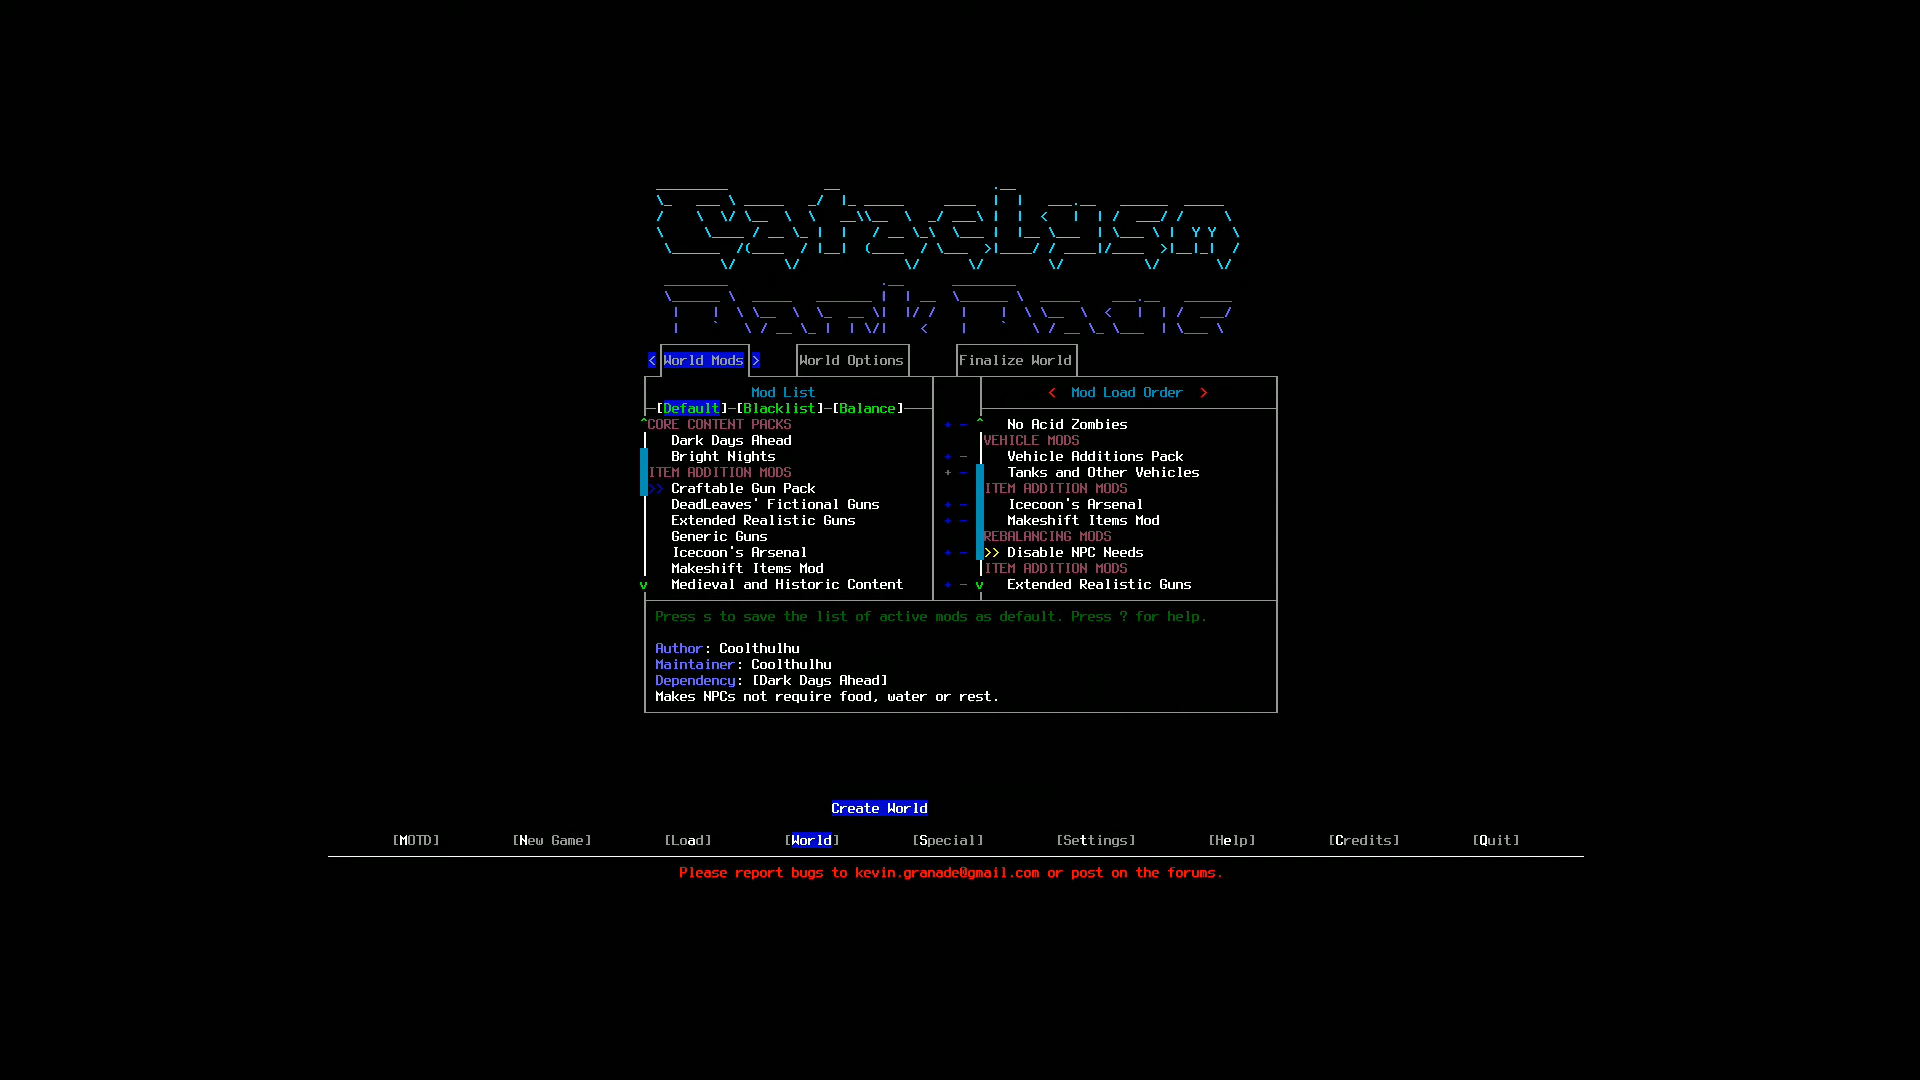 Cataclysm
Dark Days
< World Mods > World Options Finalize World
Mod List < Mod Load Order >
[Default]—[Blacklist]—[Balance]
CORE CONTENT PACKS + - ^ No Acid Zombies
Dark Days Ahead VEHICLE MODS
Bright Nights + - Vehicle Additions Pack
ITEM ADDITION MODS + - Tanks and Other Vehicles
>> Craftable Gun Pack ITEM ADDITION MODS
DeadLeaves' Fictional Guns + - Icecoon's Arsenal
Extended Realistic Guns + - Makeshift Items Mod
Generic Guns REBALANCING MODS
Icecoon's Arsenal + - >> Disable NPC Needs
Makeshift Items Mod ITEM ADDITION MODS
v Medieval and Historic Content + - v Extended Realistic Guns
Press s to save the list of active mods as default. Press ? for help.
Author: Coolthulhu
Maintainer: Coolthulhu
Dependency: [Dark Days Ahead]
Makes NPCs not require food, water or rest.
Create World
[MOTD] [New Game] [Load] [World] [Special] [Settings] [Help] [Credits] [Quit]
Please report bugs to kevin.granade@gmail.com or post on the forums.